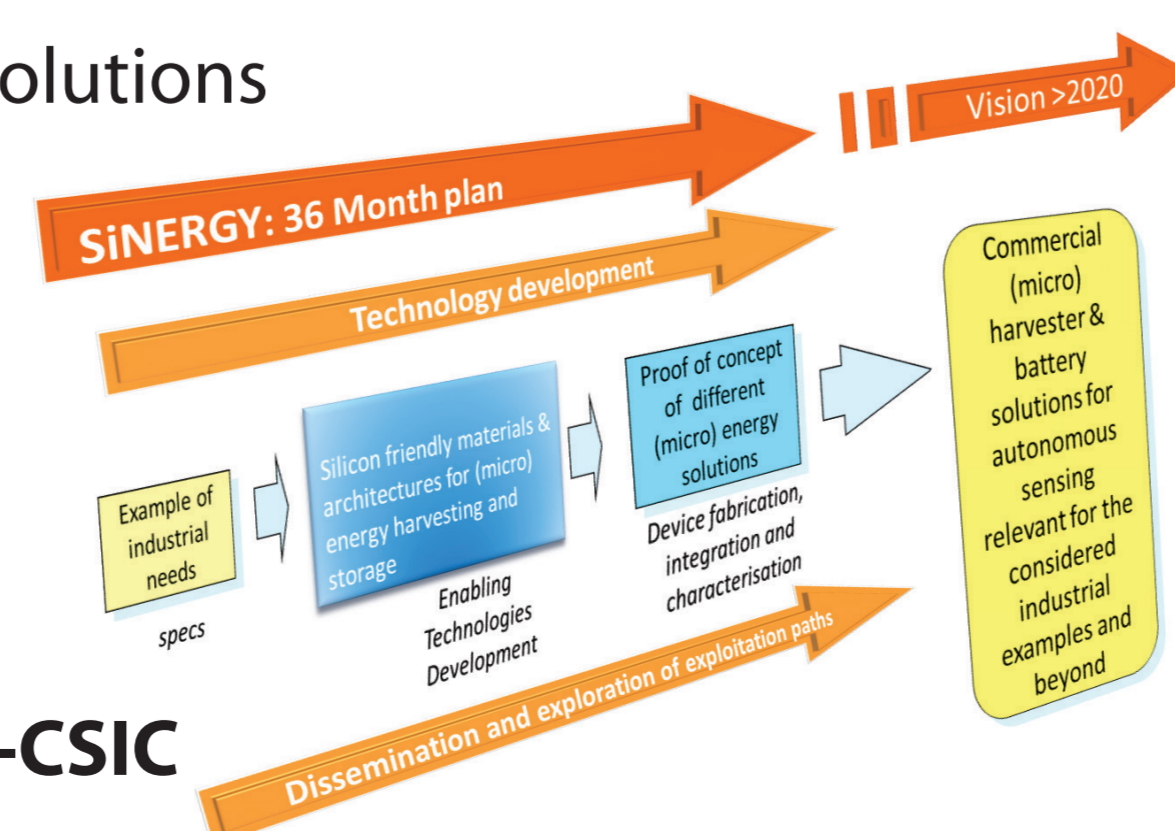 olutions
Vision >2020
SiNERGY: 36 Month plan
Technology development
Example of
industrial
needs
specs
Silicon friendly materials &
architectures for (micro)
energy harvesting and
storage
Enabling
Technologies
Development
Proof of concept
of different
(micro) energy
solutions
Device fabrication,
integration and
characterisation
Commercial
(micro)
harvester &
battery
solutions for
autonomous
sensing
relevant for the
considered
industrial
examples and
beyond
Dissemination and exploration of exploitation paths
-CSIC